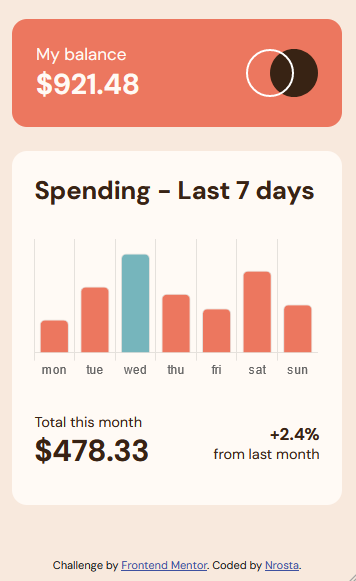 My balance
$921.48
Spending - Last 7 days
mon tue wed thu fri sat sun
Total this month
$478.33
+2.4%
from last month
Challenge by Frontend Mentor. Coded by Nrosta.